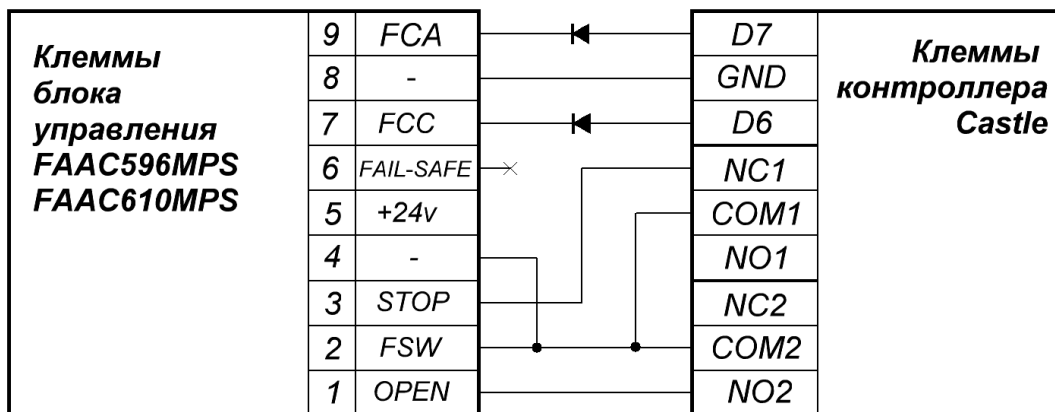 Клеммы
блока
управления
FAAC596MPS
FAAC610MPS
9 FCA
8 -
7 FCC
6 FAIL-SAFE
5 +24v
4 -
3 STOP
2 FSW
1 OPEN
D7
GND
D6
NC1
COM1
NO1
NC2
COM2
NO2
Клеммы
контроллера
Castle